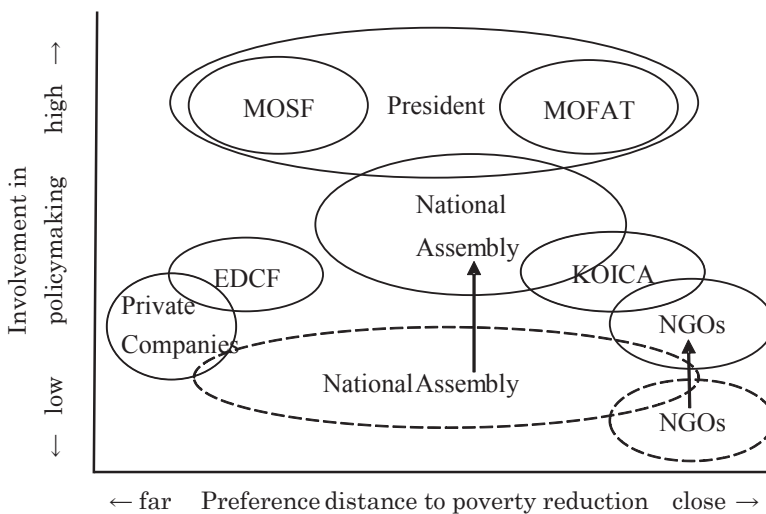 Involvement in
policymaking
← low
high →
MOSF
President
MOFAT
National
Assembly
EDCF
KOICA
Private
Companies
NGOs
National Assembly
NGOs
← far Preference distance to poverty reduction close →